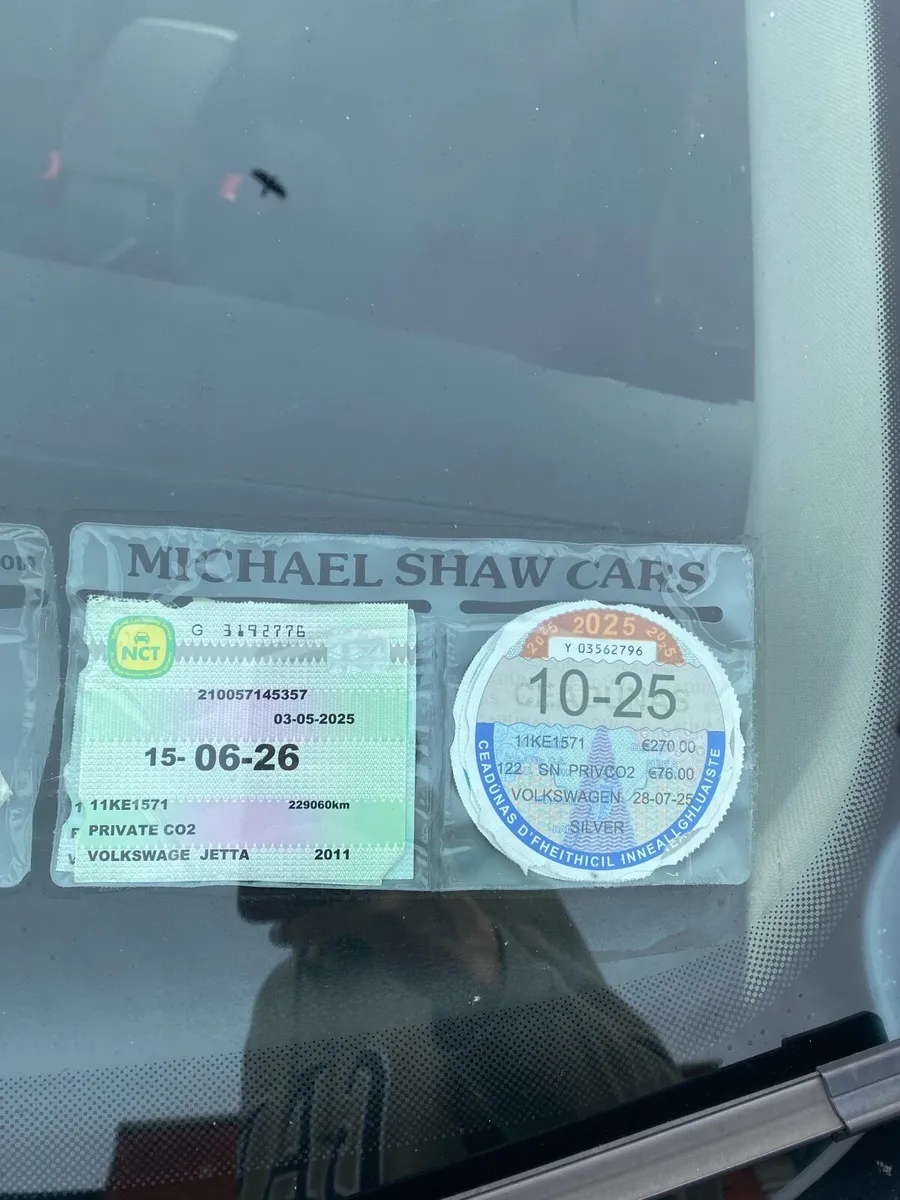 MICHAEL SHAW CARS
NCT
G 3192776
210057145357
03-05-2025
15- 06-26
11KE1571 229060km
PRIVATE CO2
VOLKSWAGE JETTA 2011
2025 2025 2025
Y 03562796
10-25
11KE1571 €270.00
122 SN PRIVCO2 €76.00
VOLKSWAGEN 28-07-25
SILVER
CEADÚNAS D'FHEITHICIL INNEALLGHLUAISTE